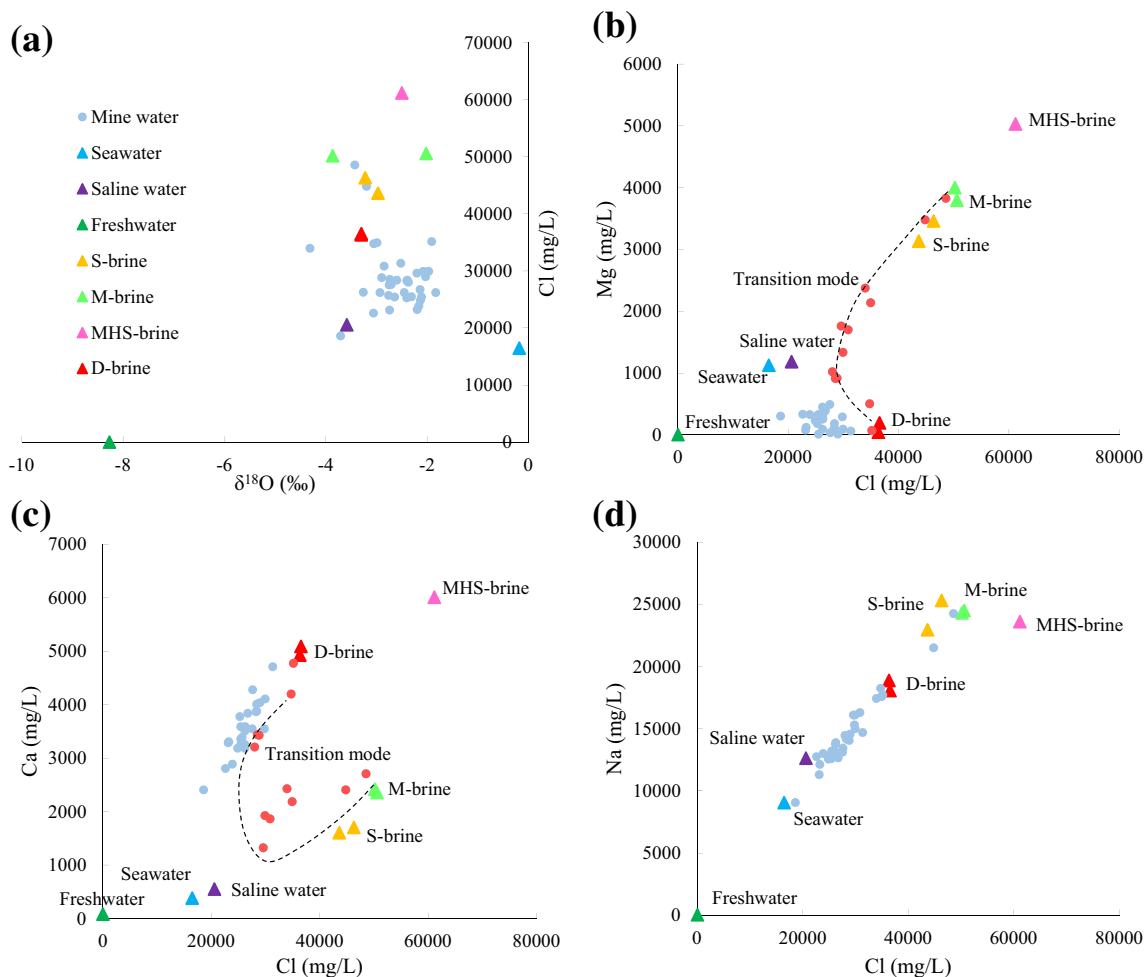 (a)
70000
60000
50000
40000
30000
20000
10000
0
Cl (mg/L)
-10
-8
-6
-4
-2
0
δ¹⁸O (‰)
Mine water
Seawater
Saline water
Freshwater
S-brine
M-brine
MHS-brine
D-brine
(b)
6000
5000
4000
3000
2000
1000
0
Mg (mg/L)
MHS-brine
M-brine
S-brine
Transition mode
Saline water
Seawater
Freshwater
D-brine
0
20000
40000
60000
80000
Cl (mg/L)
(c)
7000
6000
5000
4000
3000
2000
1000
0
Ca (mg/L)
MHS-brine
D-brine
Transition mode
M-brine
S-brine
Seawater
Saline water
Freshwater
0
20000
40000
60000
80000
Cl (mg/L)
(d)
30000
25000
20000
15000
10000
5000
0
Na (mg/L)
M-brine
S-brine
MHS-brine
D-brine
Saline water
Seawater
Freshwater
0
20000
40000
60000
80000
Cl (mg/L)